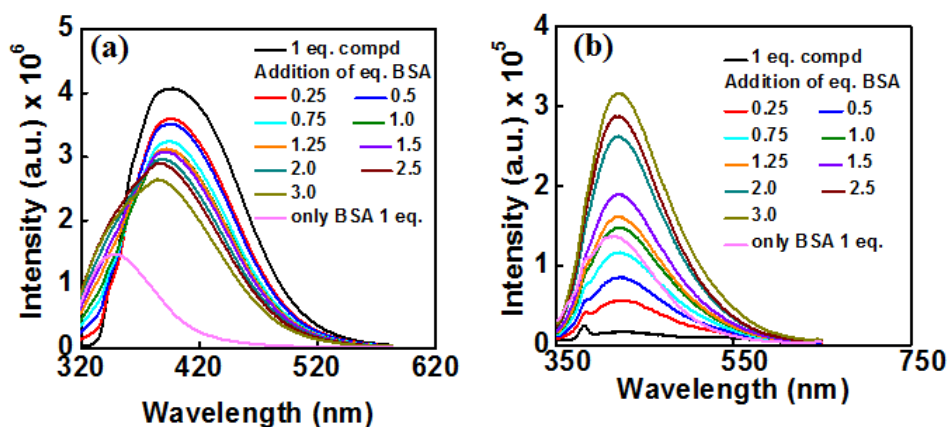 (a)
Intensity (a.u.) x 10⁶
5
4
3
2
1
0
320 420 520 620
Wavelength (nm)
1 eq. compd
Addition of eq. BSA
0.25 0.5
0.75 1.0
1.25 1.5
2.0 2.5
3.0
only BSA 1 eq.
(b)
Intensity (a.u.) x 10⁵
4
3
2
1
0
350 550 750
Wavelength (nm)
1 eq. compd
Addition of eq. BSA
0.25 0.5
0.75 1.0
1.25 1.5
2.0 2.5
3.0
only BSA 1 eq.